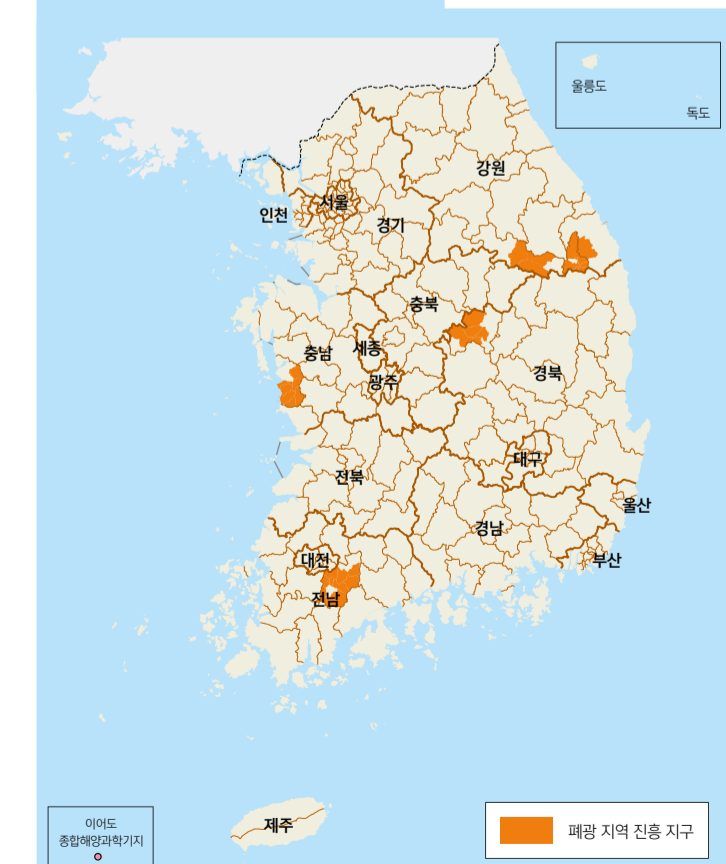 울릉도
독도
강원
서울
인천
경기
충북
충남
세종
경북
광주
대구
전북
울산
경남
대전
부산
전남
제주
이어도
종합해양과학기지
폐광 지역 진흥 지구